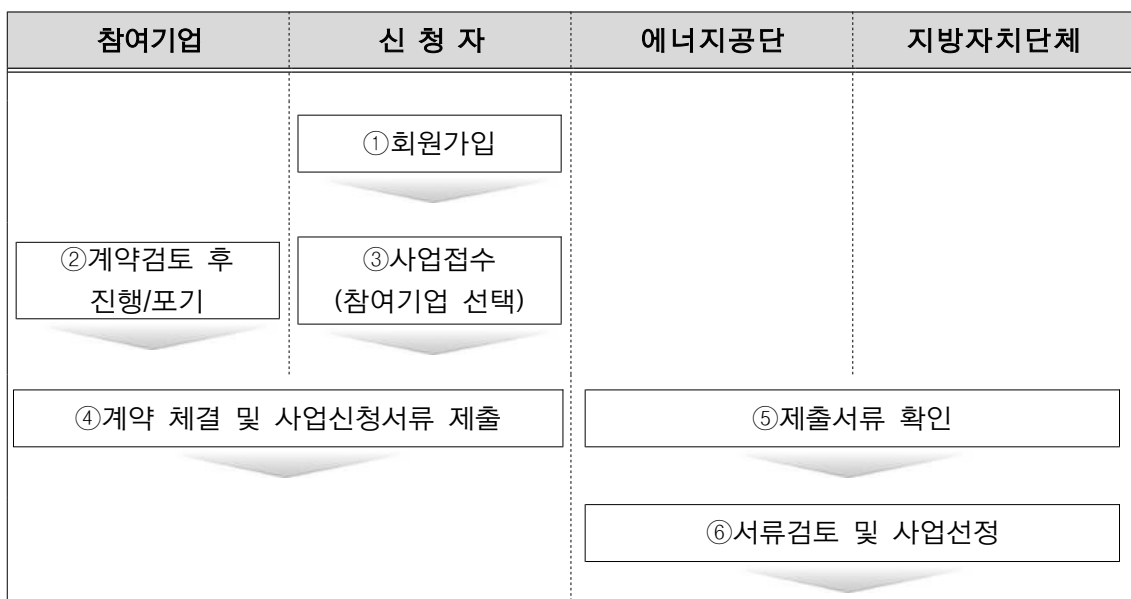 참여기업 신 청 자 에너지공단 지방자치단체
①회원가입
②계약검토 후
진행/포기
③사업접수
(참여기업 선택)
④계약 체결 및 사업신청서류 제출
⑤제출서류 확인
⑥서류검토 및 사업선정